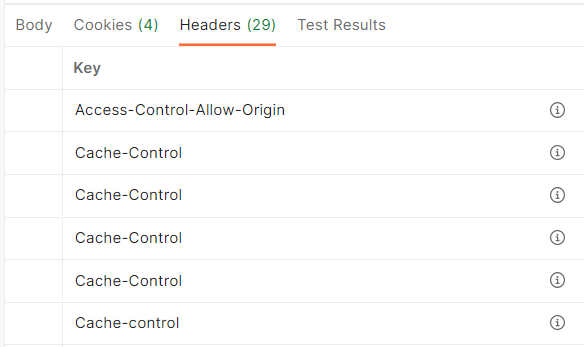 Body Cookies (4) Headers (29) Test Results
Key
Access-Control-Allow-Origin
Cache-Control
Cache-Control
Cache-Control
Cache-Control
Cache-control